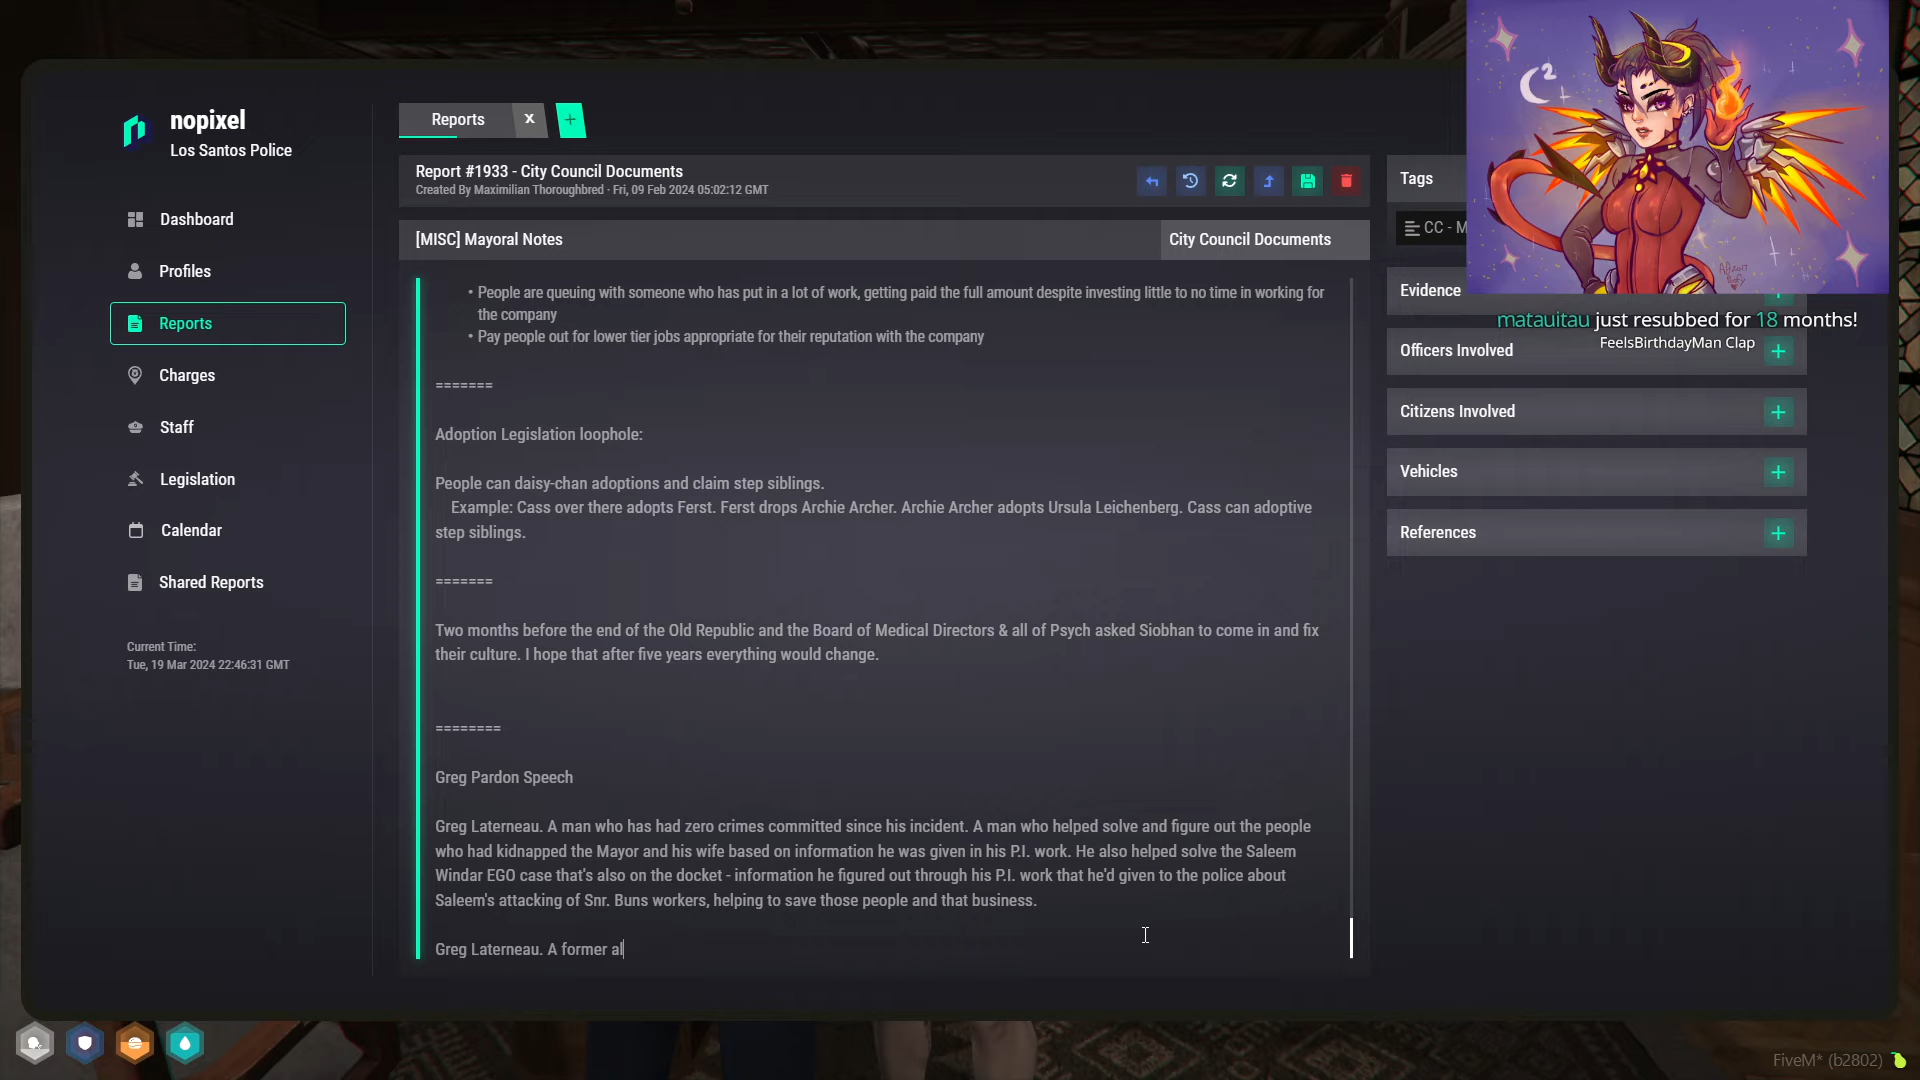 nopixel
Los Santos Police
Dashboard
Profiles
Reports
Charges
Staff
Legislation
Calendar
Shared Reports
Current Time:
Tue, 19 Mar 2024 22:46:31 GMT
Reports x +
Report #1933 - City Council Documents
Created By Maximilian Thoroughbred - Fri, 09 Feb 2024 05:02:12 GMT
[MISC] Mayoral Notes
City Council Documents
• People are queuing with someone who has put in a lot of work, getting paid the full amount despite investing little to no time in working for
the company
• Pay people out for lower tier jobs appropriate for their reputation with the company
=======
Adoption Legislation loophole:
People can daisy-chan adoptions and claim step siblings.
Example: Cass over there adopts Ferst. Ferst drops Archie Archer. Archie Archer adopts Ursula Leichenberg. Cass can adoptive
step siblings.
=======
Two months before the end of the Old Republic and the Board of Medical Directors & all of Psych asked Siobhan to come in and fix
their culture. I hope that after five years everything would change.
========
Greg Pardon Speech
Greg Laterneau. A man who has had zero crimes committed since his incident. A man who helped solve and figure out the people
who had kidnapped the Mayor and his wife based on information he was given in his P.I. work. He also helped solve the Saleem
Windar EGO case that's also on the docket - information he figured out through his P.I. work that he'd given to the police about
Saleem's attacking of Snr. Buns workers, helping to save those people and that business.
Greg Laterneau. A former al
Tags
CC - M
Evidence
Officers Involved +
Citizens Involved +
Vehicles +
References +
2
matauitau just resubbed for 18 months!
FeelsBirthdayMan Clap
FiveM* (b2802)